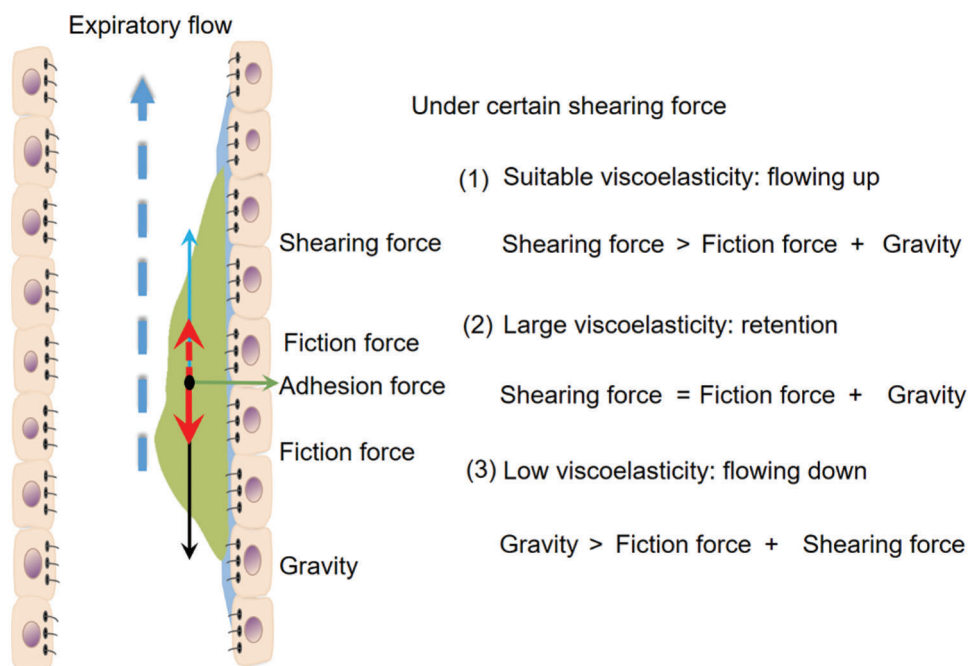 Expiratory flow
Shearing force
Fiction force
Adhesion force
Fiction force
Gravity
Under certain shearing force
(1) Suitable viscoelasticity: flowing up
Shearing force > Fiction force + Gravity
(2) Large viscoelasticity: retention
Shearing force = Fiction force + Gravity
(3) Low viscoelasticity: flowing down
Gravity > Fiction force + Shearing force